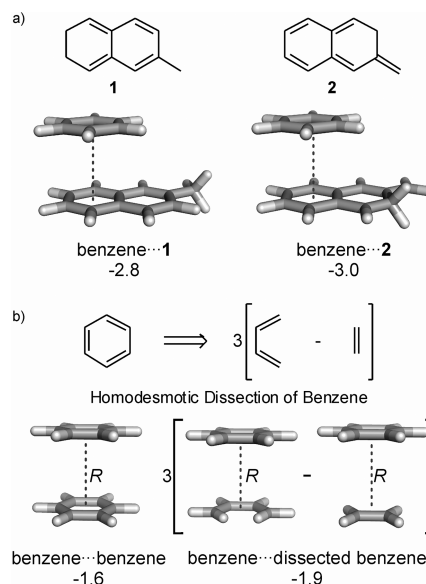 a)
1
2
benzene···1
-2.8
benzene···2
-3.0
b)
3
-
Homodesmotic Dissection of Benzene
R
3
R
–
R
benzene···benzene
-1.6
benzene···dissected benzene
-1.9